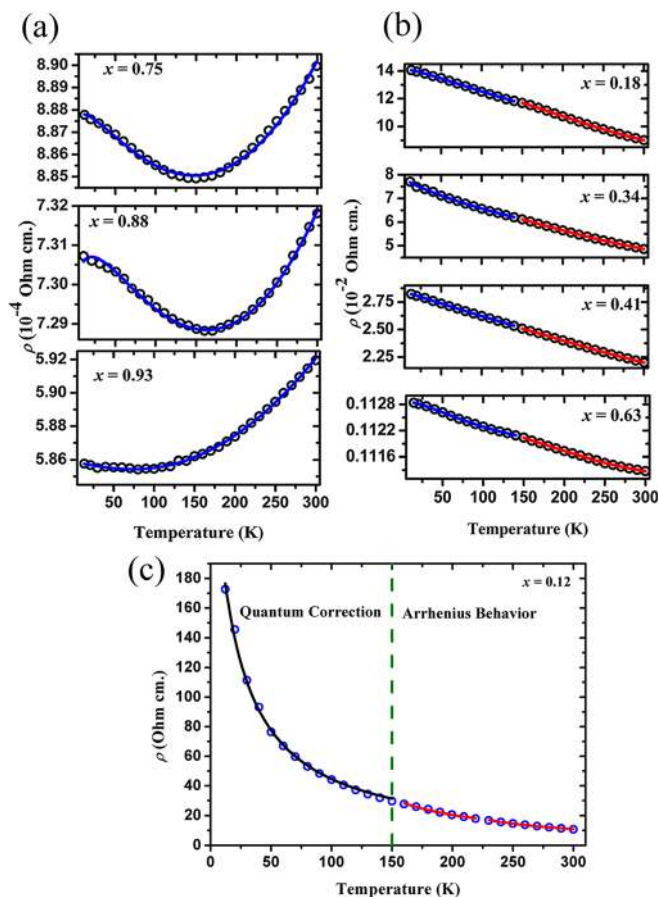 (a)
x = 0.75
8.90
8.88
8.87
8.86
8.85
x = 0.88
7.32
7.31
7.30
7.29
x = 0.93
5.92
5.90
5.88
5.86
50 100 150 200 250 300
Temperature (K)
ρ (10⁻⁴ Ohm cm.)
(b)
x = 0.18
14
12
10
x = 0.34
8
7
6
5
x = 0.41
2.75
2.50
2.25
x = 0.63
0.1128
0.1122
0.1116
50 100 150 200 250 300
Temperature (K)
ρ (10⁻² Ohm cm.)
(c)
x = 0.12
Quantum Correction
Arrhenius Behavior
180
160
140
120
100
80
60
40
20
0
0 50 100 150 200 250 300
Temperature (K)
ρ (Ohm cm.)